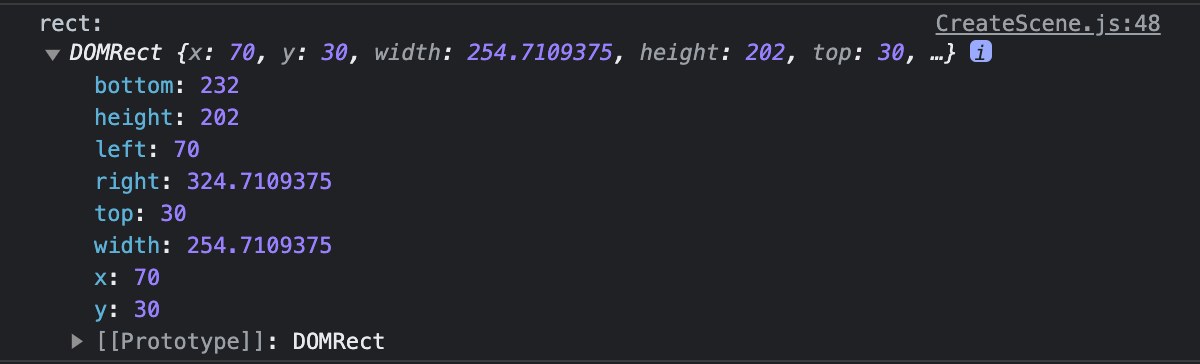 rect: CreateScene.js:48
▼ DOMRect {x: 70, y: 30, width: 254.7109375, height: 202, top: 30, …} i
bottom: 232
height: 202
left: 70
right: 324.7109375
top: 30
width: 254.7109375
x: 70
y: 30
▶ [[Prototype]]: DOMRect